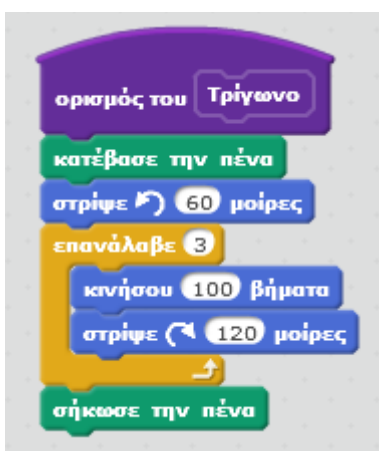 ορισμός του Τρίγωνο
κατέβασε την πένα
στρίψε 60 μοίρες
επανάλαβε 3
κινήσου 100 βήματα
στρίψε 120 μοίρες
σήκωσε την πένα